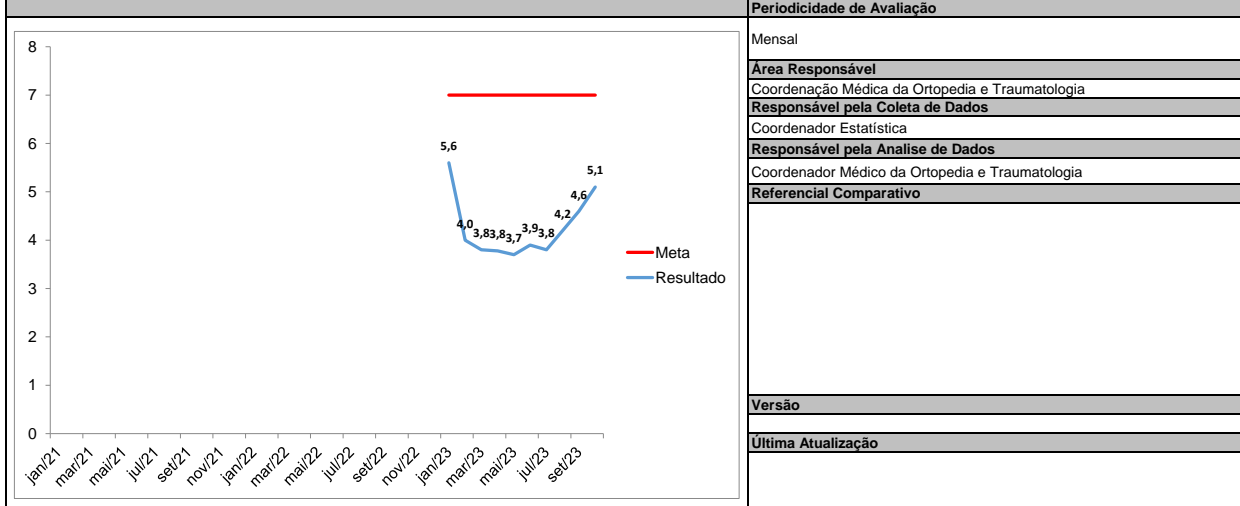 Periodicidade de Avaliação
Mensal
Área Responsável
Coordenação Médica da Ortopedia e Traumatologia
Responsável pela Coleta de Dados
Coordenador Estatística
Responsável pela Analise de Dados
Coordenador Médico da Ortopedia e Traumatologia
Referencial Comparativo
Versão
Última Atualização
8
7
6
5
4
3
2
1
0
5,6
4,0
3,8
3,8
3,7
3,9
3,8
4,2
4,6
5,1
Meta
Resultado
jan/21
mar/21
mai/21
jul/21
set/21
nov/21
jan/22
mar/22
mai/22
jul/22
set/22
nov/22
jan/23
mar/23
mai/23
jul/23
set/23